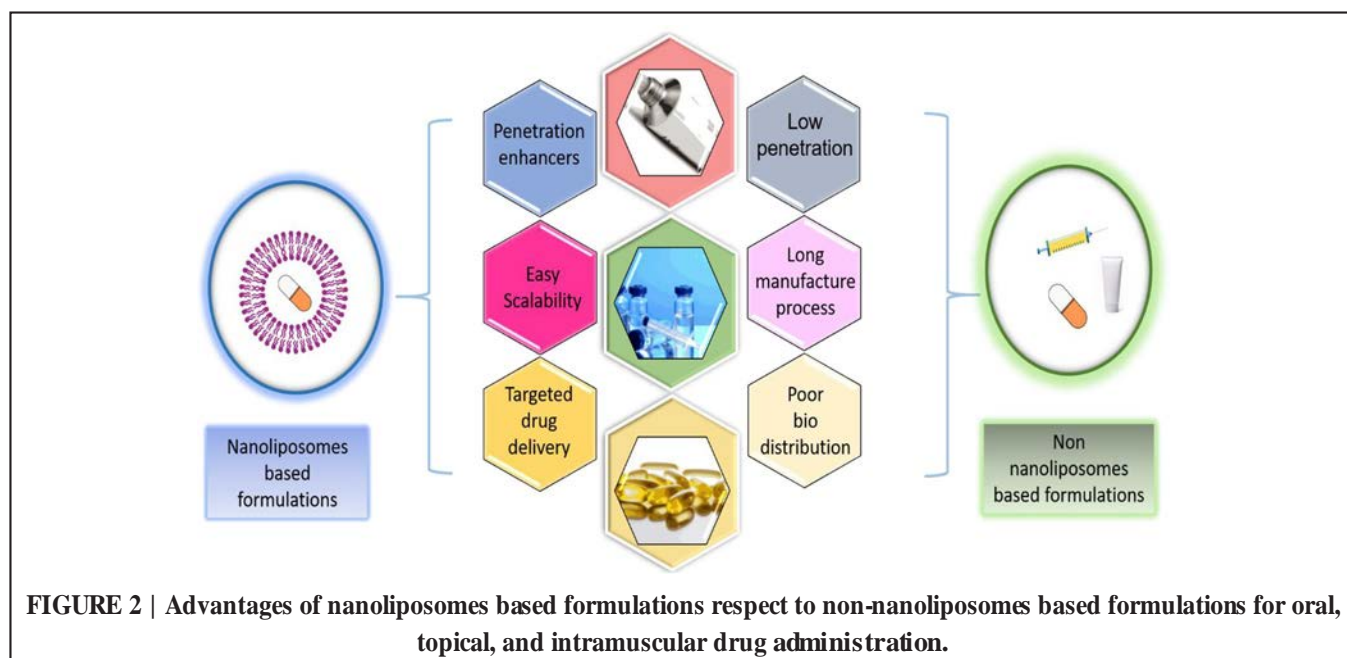 Penetration
enhancers
Low
penetration
Easy
Scalability
Long
manufacture
process
Targeted
drug
delivery
Poor
bio
distribution
Nanoliposomes
based
formulations
Non
nanoliposomes
based formulations
FIGURE 2 | Advantages of nanoliposomes based formulations respect to non-nanoliposomes based formulations for oral,
topical, and intramuscular drug administration.